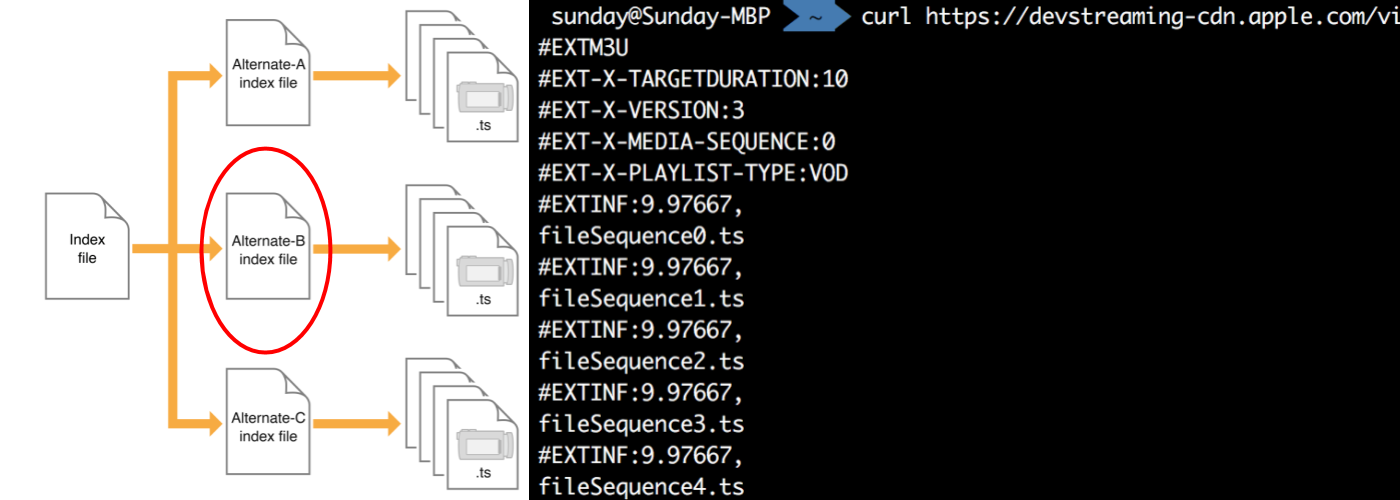 Index
file
Alternate-A
index file
.ts
Alternate-B
index file
.ts
Alternate-C
index file
.ts
sunday@Sunday-MBP ~ curl https://devstreaming-cdn.apple.com/vi
#EXTM3U
#EXT-X-TARGETDURATION:10
#EXT-X-VERSION:3
#EXT-X-MEDIA-SEQUENCE:0
#EXT-X-PLAYLIST-TYPE:VOD
#EXTINF:9.97667,
fileSequence0.ts
#EXTINF:9.97667,
fileSequence1.ts
#EXTINF:9.97667,
fileSequence2.ts
#EXTINF:9.97667,
fileSequence3.ts
#EXTINF:9.97667,
fileSequence4.ts